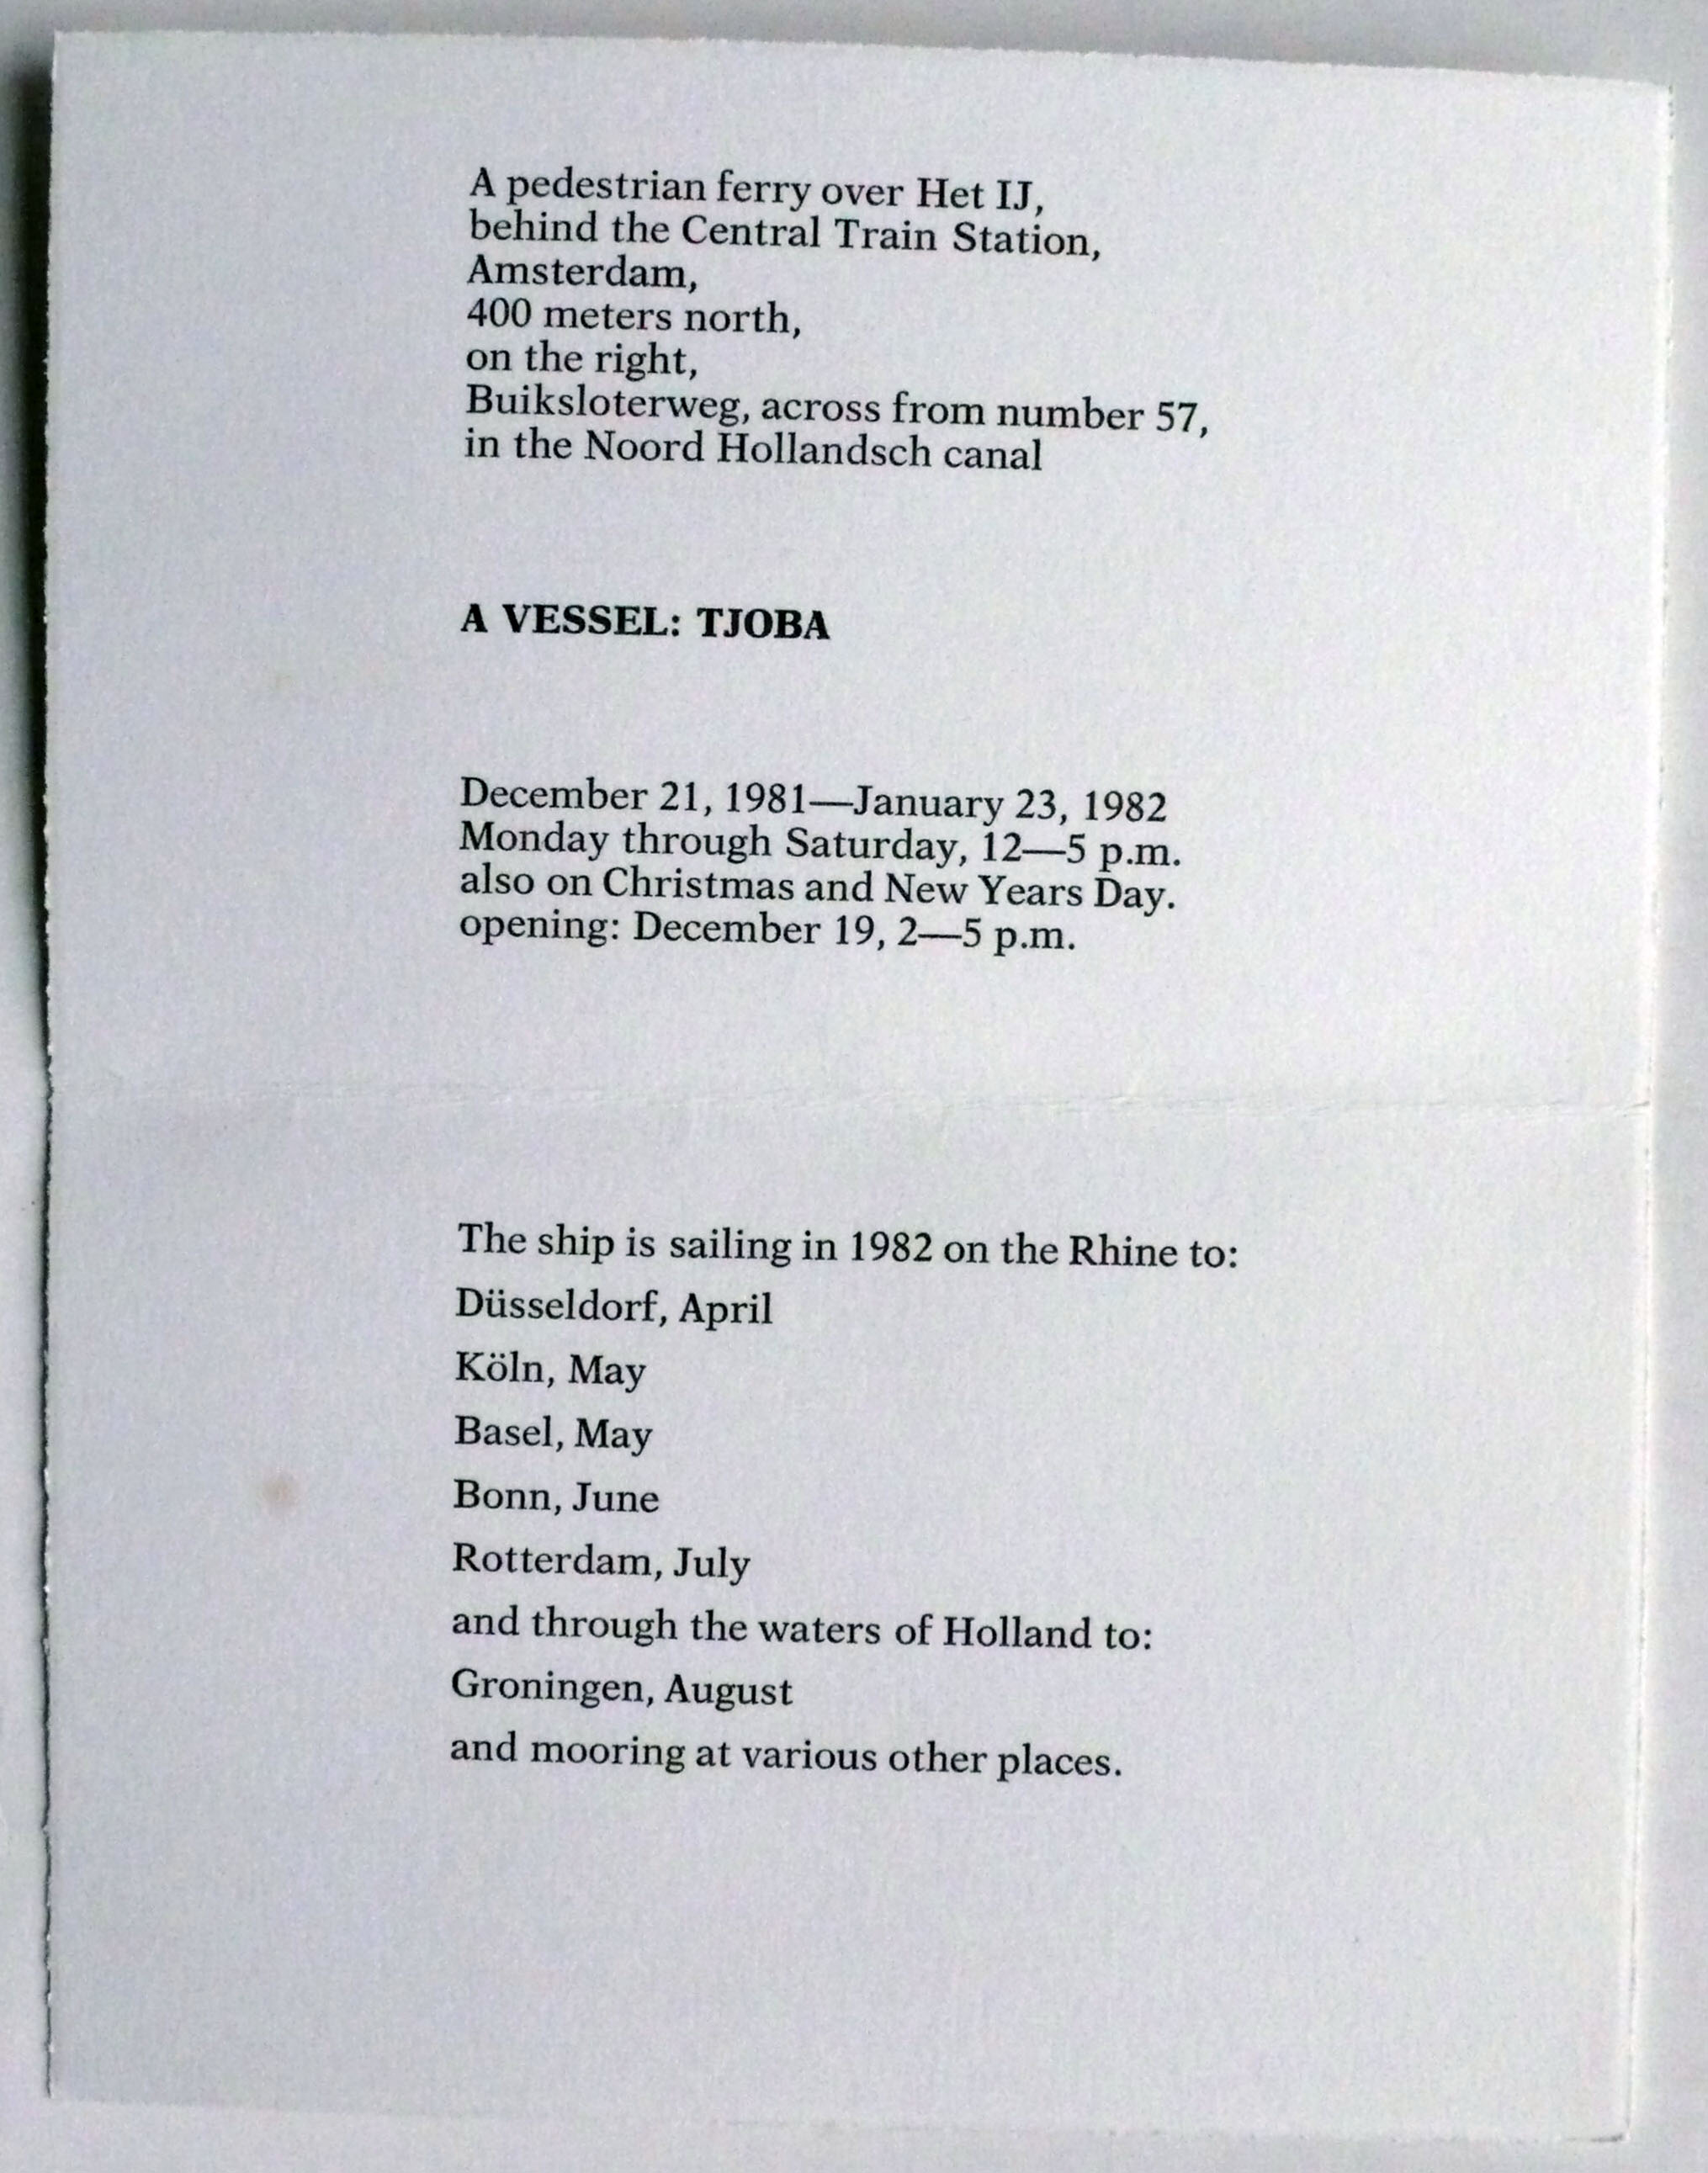 A pedestrian ferry over Het IJ,
behind the Central Train Station,
Amsterdam,
400 meters north,
on the right,
Buiksloterweg, across from number 57,
in the Noord Hollandsch canal
A VESSEL: TJOBA
December 21, 1981—January 23, 1982
Monday through Saturday, 12—5 p.m.
also on Christmas and New Years Day.
opening: December 19, 2—5 p.m.
The ship is sailing in 1982 on the Rhine to:
Düsseldorf, April
Köln, May
Basel, May
Bonn, June
Rotterdam, July
and through the waters of Holland to:
Groningen, August
and mooring at various other places.